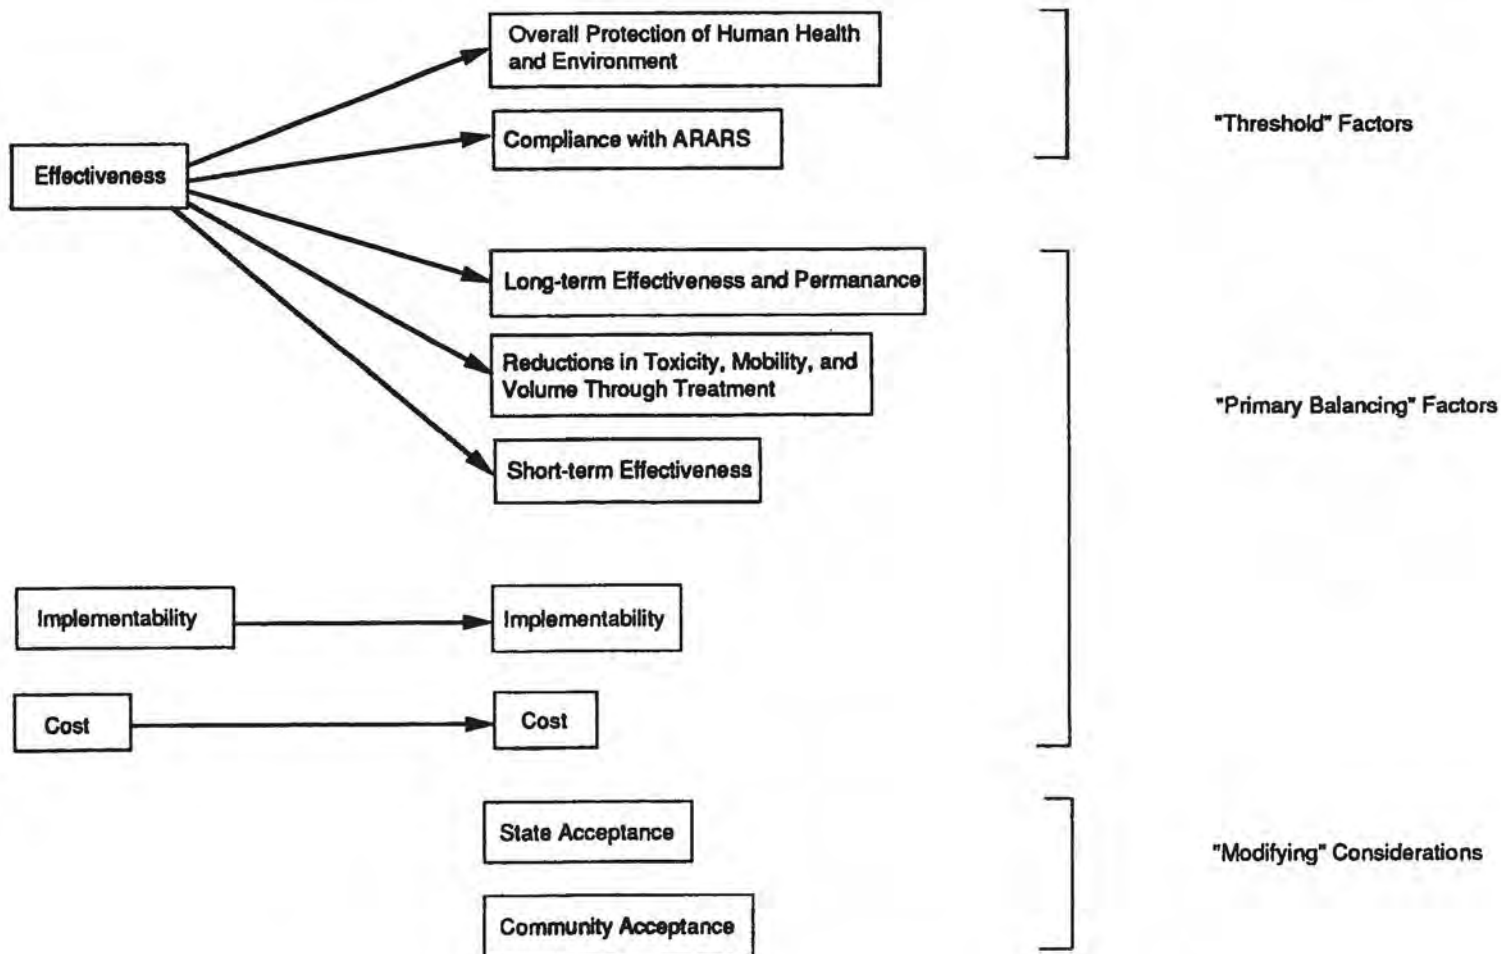 Overall Protection of Human Health
and Environment
"Threshold" Factors
Compliance with ARARS
Effectiveness
Long-term Effectiveness and Permanance
Reductions in Toxicity, Mobility, and
Volume Through Treatment
"Primary Balancing" Factors
Short-term Effectiveness
Implementability
Implementability
Cost
Cost
State Acceptance
"Modifying" Considerations
Community Acceptance